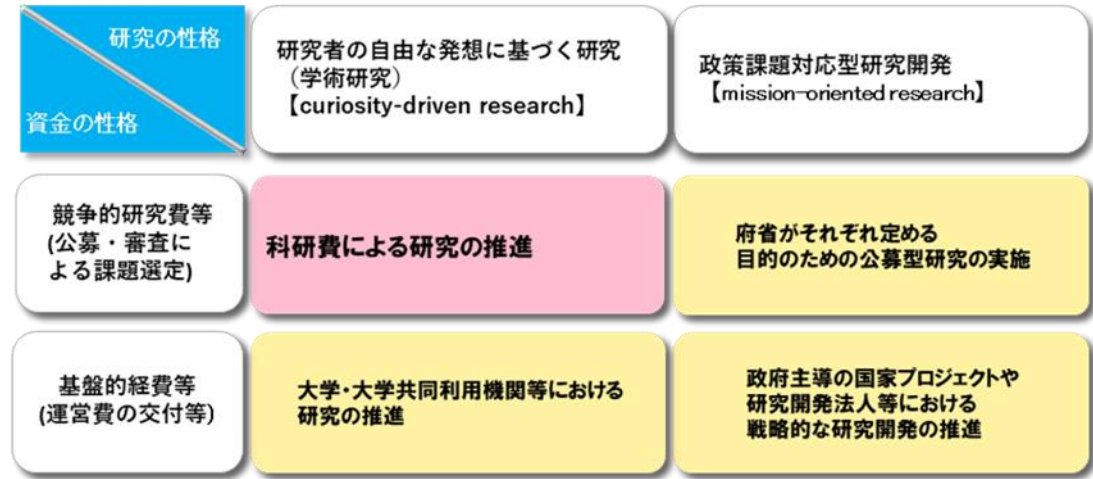 研究の性格
資金の性格
研究者の自由な発想に基づく研究
（学術研究）
【curiosity-driven research】
政策課題対応型研究開発
【mission-oriented research】
競争的研究費等
(公募・審査に
よる課題選定)
科研費による研究の推進
府省がそれぞれ定める
目的のための公募型研究の実施
基盤的経費等
(運営費の交付等)
大学・大学共同利用機関等における
研究の推進
政府主導の国家プロジェクトや
研究開発法人等における
戦略的な研究開発の推進